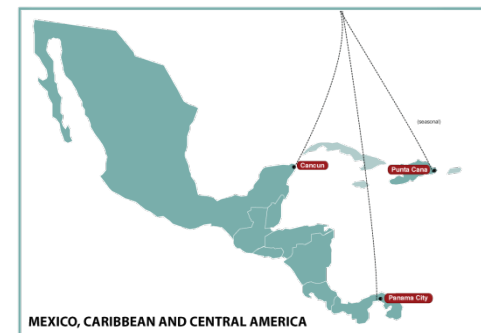 (seasonal)
Cancun
Punta Cana
Panama City
MEXICO, CARIBBEAN AND CENTRAL AMERICA